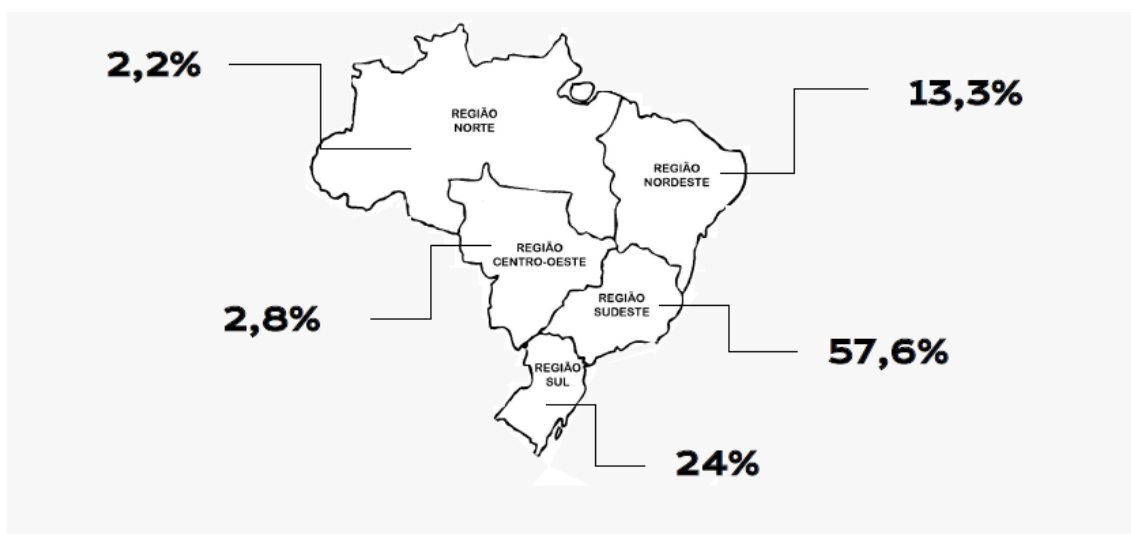 2,2%
13,3%
REGIÃO
NORTE
REGIÃO
NORDESTE
REGIÃO
CENTRO-OESTE
2,8%
REGIÃO
SUDESTE
57,6%
REGIÃO
SUL
24%